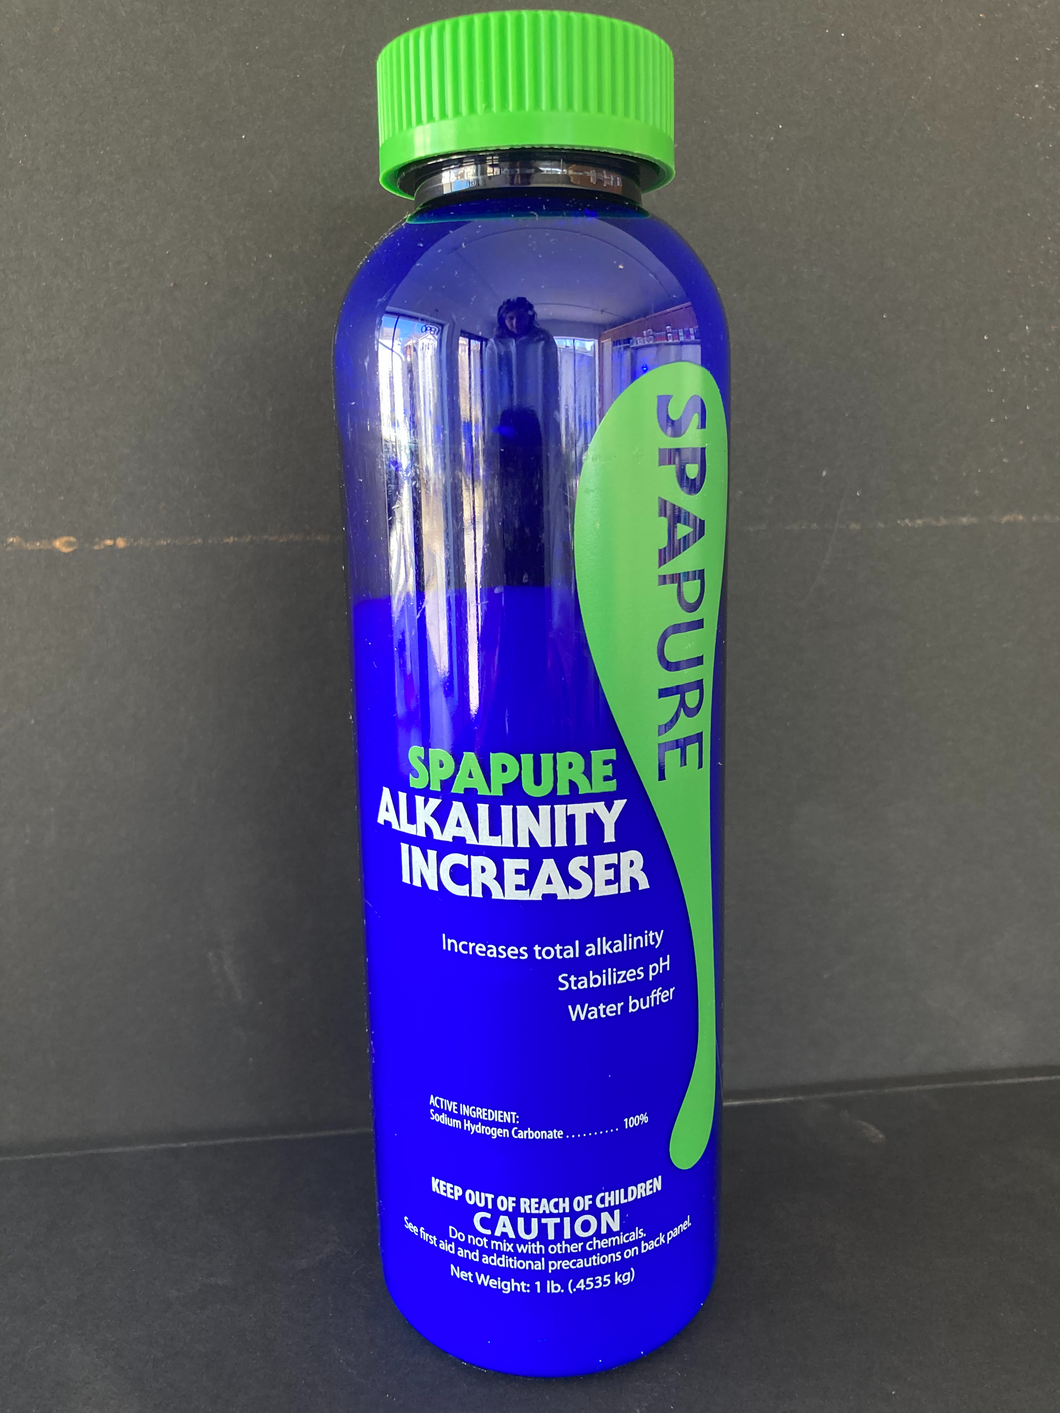 SPAPURE
SPAPURE
ALKALINITY
INCREASER
Increases total alkalinity
Stabilizes pH
Water buffer
ACTIVE INGREDIENT:
Sodium Hydrogen Carbonate .......... 100%
KEEP OUT OF REACH OF CHILDREN
CAUTION
Do not mix with other chemicals.
See first aid and additional precautions on back panel.
Net Weight: 1 lb. (.4535 kg)